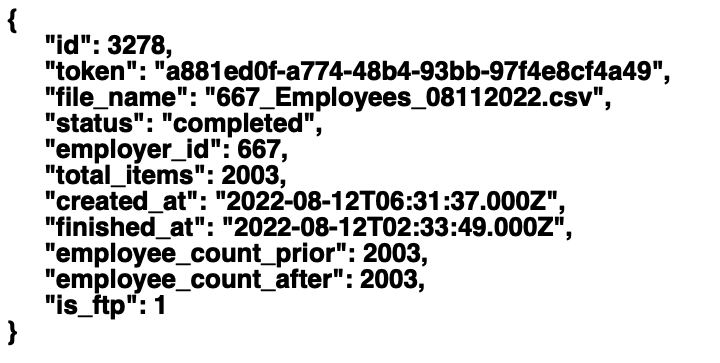 {
"id": 3278,
"token": "a881ed0f-a774-48b4-93bb-97f4e8cf4a49",
"file_name": "667_Employees_08112022.csv",
"status": "completed",
"employer_id": 667,
"total_items": 2003,
"created_at": "2022-08-12T06:31:37.000Z",
"finished_at": "2022-08-12T02:33:49.000Z",
"employee_count_prior": 2003,
"employee_count_after": 2003,
"is_ftp": 1
}